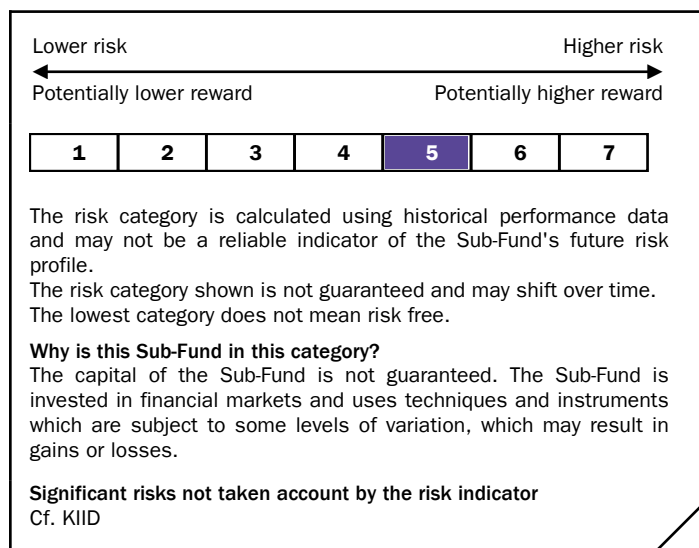 Lower risk Higher risk
Potentially lower reward Potentially higher reward
1 2 3 4 5 6 7
The risk category is calculated using historical performance data
and may not be a reliable indicator of the Sub-Fund's future risk
profile.
The risk category shown is not guaranteed and may shift over time.
The lowest category does not mean risk free.
Why is this Sub-Fund in this category?
The capital of the Sub-Fund is not guaranteed. The Sub-Fund is
invested in financial markets and uses techniques and instruments
which are subject to some levels of variation, which may result in
gains or losses.
Significant risks not taken account by the risk indicator
Cf. KIID